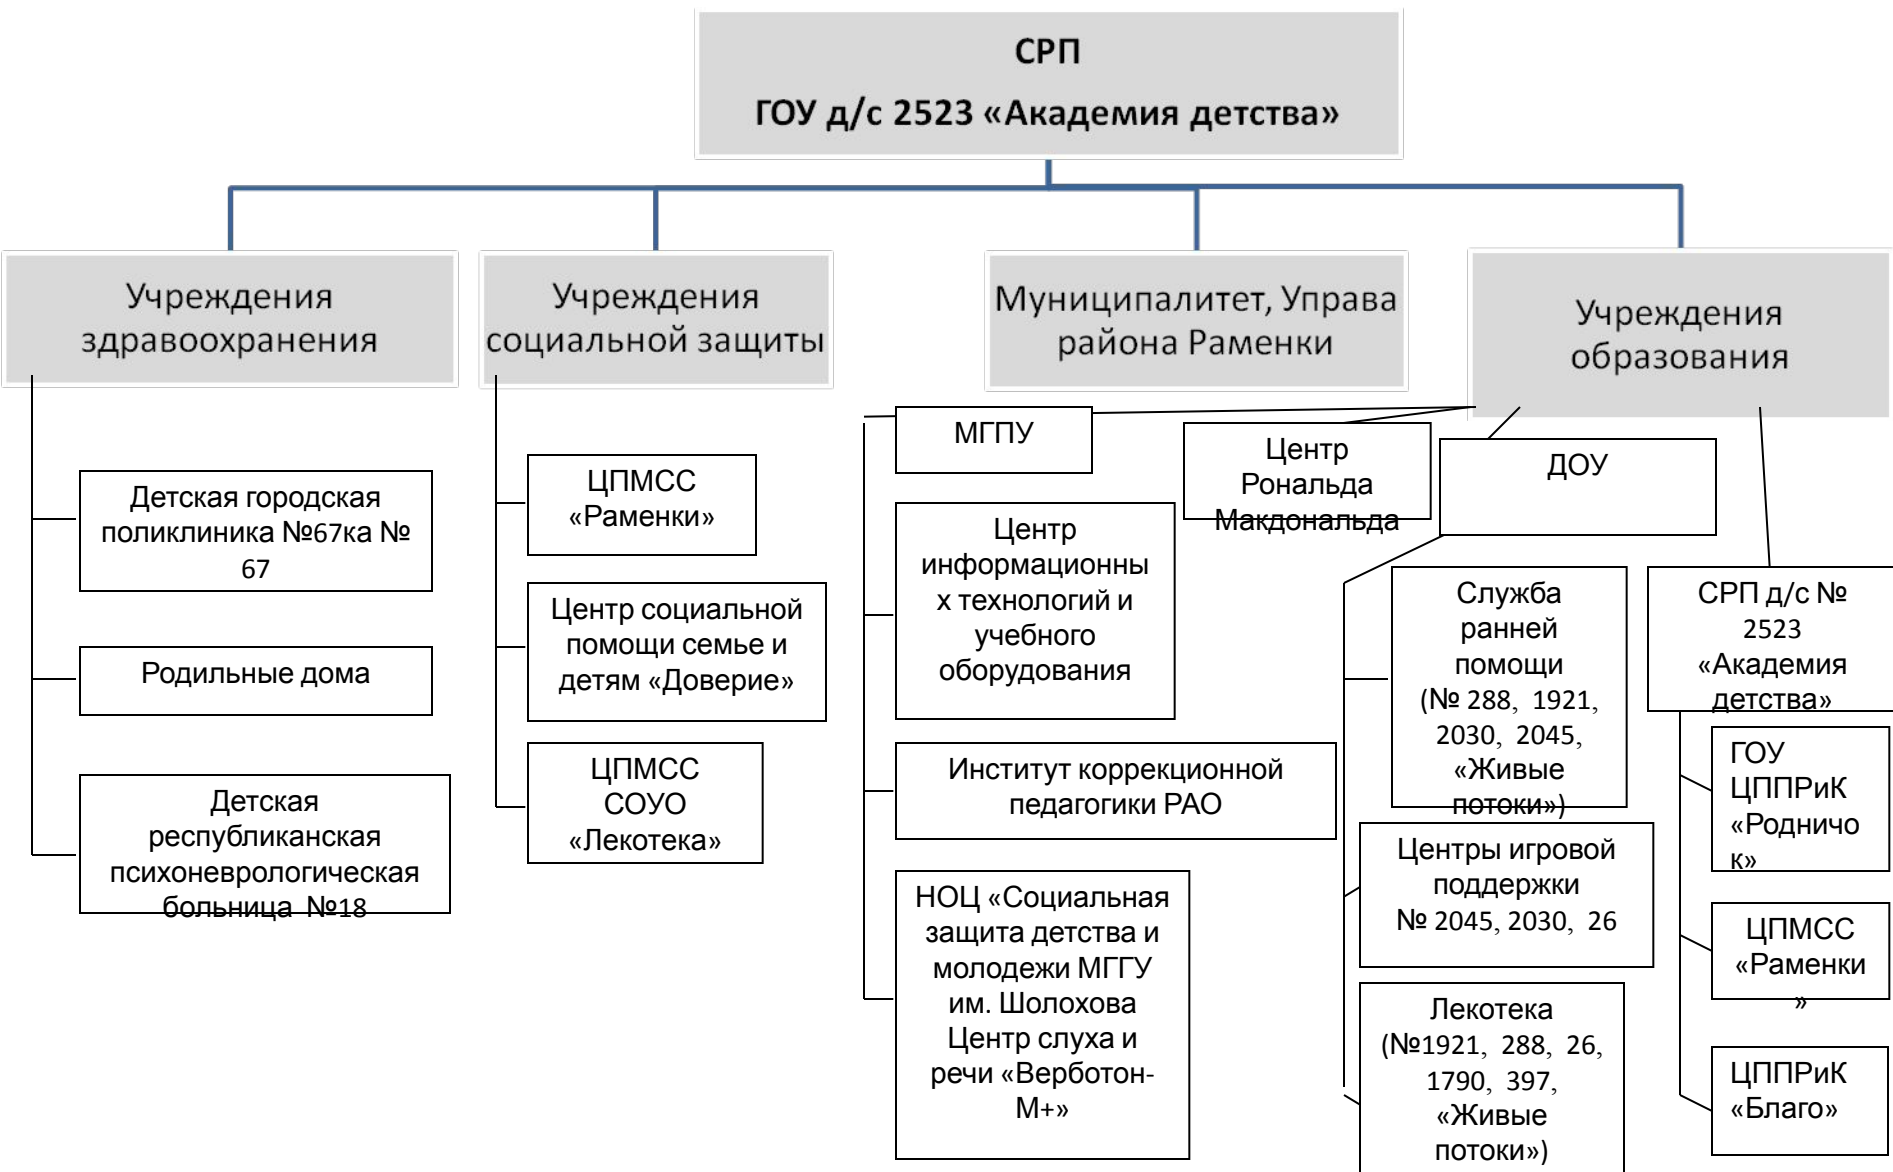 СРП
ГОУ д/с 2523 «Академия детства»
Учреждения
здравоохранения
Учреждения
социальной защиты
Муниципалитет, Управа
района Раменки
Учреждения
образования
Детская городская
поликлиника №67ка №
67
Родильные дома
Детская
республиканская
психоневрологическая
больница №18
ЦПМСС
«Раменки»
Центр социальной
помощи семье и
детям «Доверие»
ЦПМСС
СОУО
«Лекотека»
МГПУ
Центр
информационны
х технологий и
учебного
оборудования
Институт коррекционной
педагогики РАО
НОЦ «Социальная
защита детства и
молодежи МГГУ
им. Шолохова
Центр слуха и
речи «Верботон-
М+»
Центр
Рональда
Макдональда
ДОУ
Служба
ранней
помощи
(№ 288, 1921,
2030, 2045,
«Живые
потоки»)
Центры игровой
поддержки
№ 2045, 2030, 26
Лекотека
(№1921, 288, 26,
1790, 397,
«Живые
потоки»)
СРП д/с №
2523
«Академия
детства»
ГОУ
ЦППРиК
«Родничо
к»
ЦПМСС
«Раменки
»
ЦППРиК
«Благо»